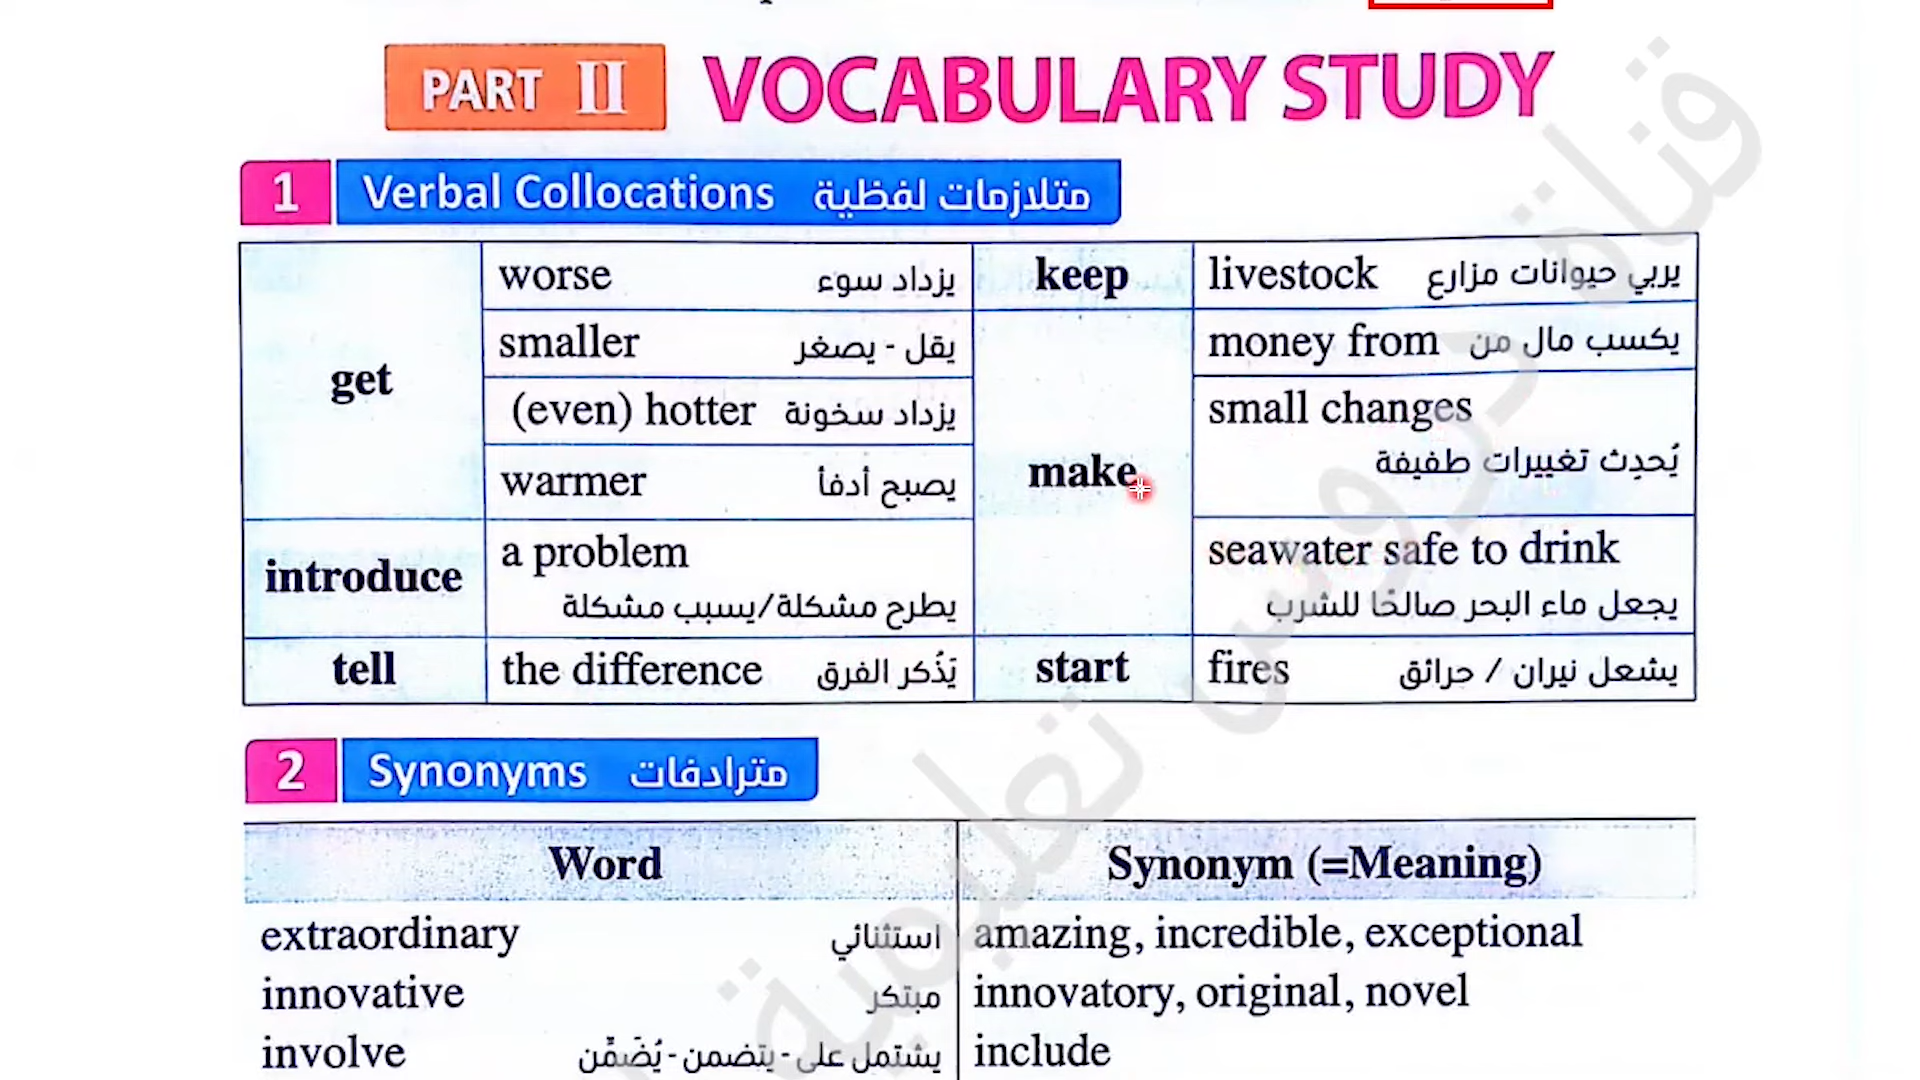 PART II VOCABULARY STUDY
1 Verbal Collocations متلازمات لفظية
get
worse يزداد سوء
smaller يقل - يصغر
(even) hotter يزداد سخونة
warmer يصبح أدفأ
introduce
a problem
يطرح مشكلة/يسبب مشكلة
tell
the difference يَذْكر الفرق
keep
livestock يربي حيوانات مزارع
make
money from يكسب مال من
small changes
يُحدِث تغييرات طفيفة
seawater safe to drink
يجعل ماء البحر صالحًا للشرب
start
fires يشعل نيران / حرائق
2 Synonyms مترادفات
Word Synonym (=Meaning)
extraordinary استثنائي amazing, incredible, exceptional
innovative مبتكر innovatory, original, novel
involve يشتمل على - يتضمن - يُضَمِّن include
قناة دروس تعليمية